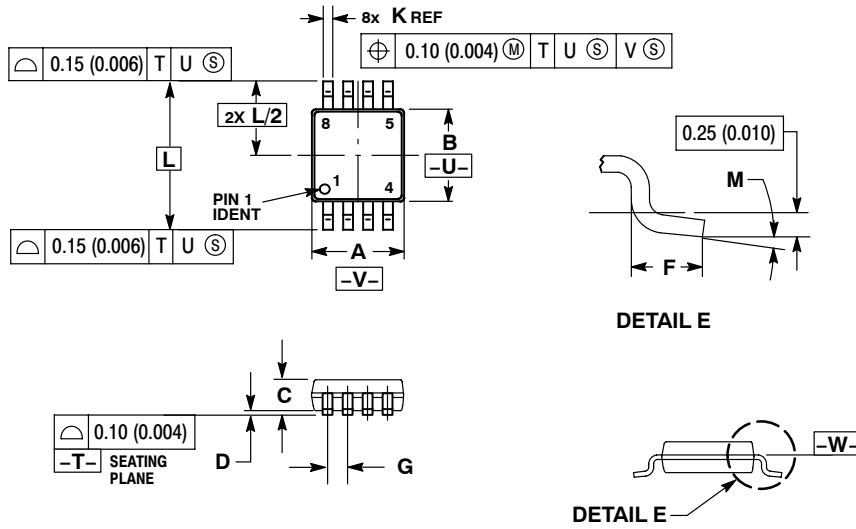 8x K REF
⌓ 0.15 (0.006) T U Ⓢ
⌖ 0.10 (0.004) Ⓜ T U Ⓢ V Ⓢ
2X L/2
8 5
B
-U-
L
PIN 1
IDENT
1 4
⌓ 0.15 (0.006) T U Ⓢ
A
-V-
0.25 (0.010)
M
F
DETAIL E
C
⌓ 0.10 (0.004)
-T- SEATING
PLANE
D
G
-W-
DETAIL E